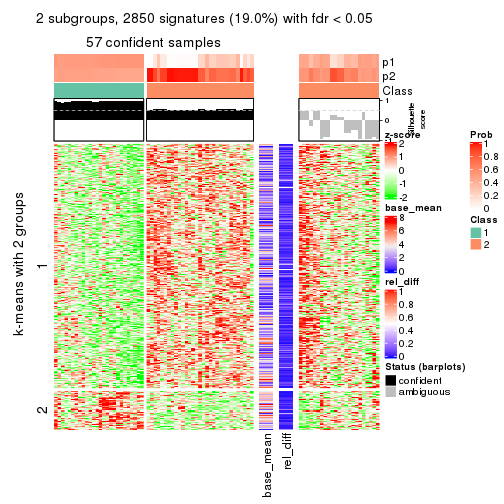 2 subgroups, 2850 signatures (19.0%) with fdr < 0.05
57 confident samples
p1
p2
Class
1
0
-1
Silhouette
score
k-means with 2 groups
1
2
base_mean
rel_diff
z-score
2
1
0
-1
-2
base_mean
8
6
4
2
0
rel_diff
1
0.8
0.6
0.4
0.2
0
Status (barplots)
confident
ambiguous
Prob
1
0.8
0.6
0.4
0.2
0
Class
1
2